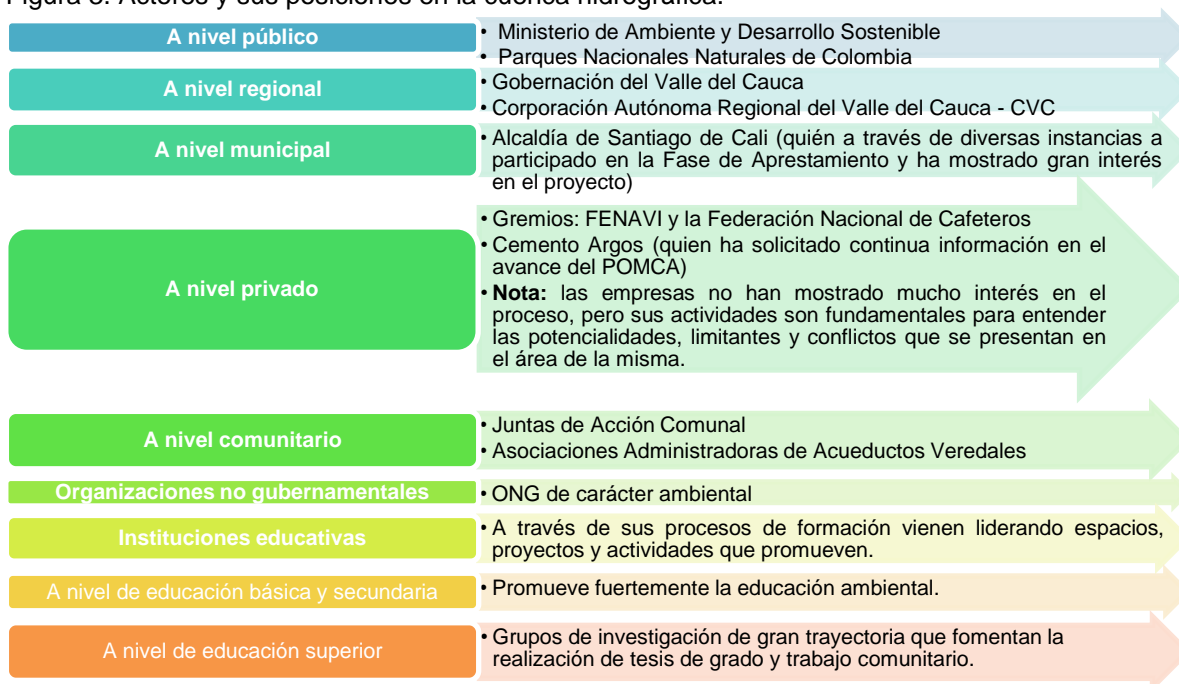 Figura 3. Actores y sus posiciones en la cuenca hidrográfica.
A nivel público
• Ministerio de Ambiente y Desarrollo Sostenible
• Parques Nacionales Naturales de Colombia
A nivel regional
• Gobernación del Valle del Cauca
• Corporación Autónoma Regional del Valle del Cauca - CVC
A nivel municipal
• Alcaldía de Santiago de Cali (quién a través de diversas instancias a
participado en la Fase de Aprestamiento y ha mostrado gran interés
en el proyecto)
A nivel privado
• Gremios: FENAVI y la Federación Nacional de Cafeteros
• Cemento Argos (quien ha solicitado continua información en el
avance del POMCA)
• Nota: las empresas no han mostrado mucho interés en el
proceso, pero sus actividades son fundamentales para entender
las potencialidades, limitantes y conflictos que se presentan en
el área de la misma.
A nivel comunitario
• Juntas de Acción Comunal
• Asociaciones Administradoras de Acueductos Veredales
Organizaciones no gubernamentales
• ONG de carácter ambiental
Instituciones educativas
• A través de sus procesos de formación vienen liderando espacios,
proyectos y actividades que promueven.
A nivel de educación básica y secundaria
• Promueve fuertemente la educación ambiental.
A nivel de educación superior
• Grupos de investigación de gran trayectoria que fomentan la
realización de tesis de grado y trabajo comunitario.